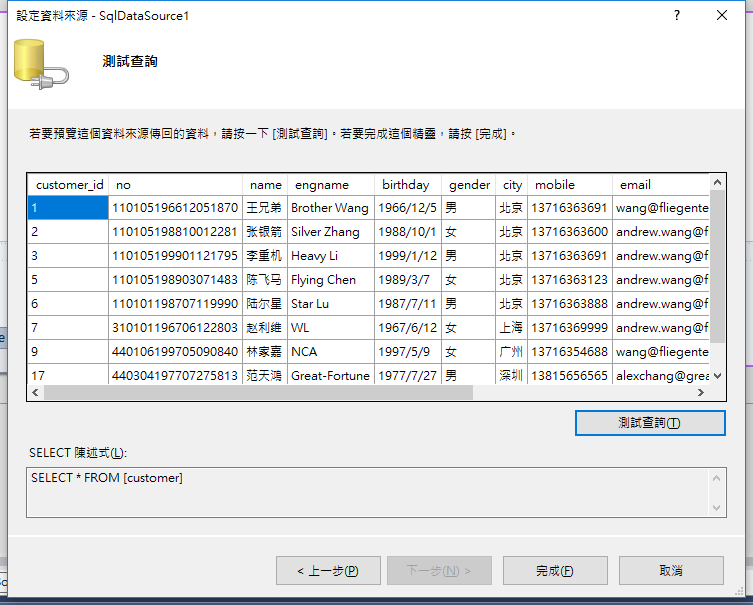 設定資料來源 - SqlDataSource1
測試查詢
若要預覽這個資料來源傳回的資料，請按一下 [測試查詢]。若要完成這個精靈，請按 [完成]。
customer_id no name engname birthday gender city mobile email
1 110105196612051870 王兄弟 Brother Wang 1966/12/5 男 北京 13716363691 wang@fliegente
2 110105198810012281 张银箭 Silver Zhang 1988/10/1 女 北京 13716363600 andrew.wang@f
3 110105199901121795 李重机 Heavy Li 1999/1/12 男 北京 13716363691 andrew.wang@f
5 110105198903071483 陈飞马 Flying Chen 1989/3/7 女 北京 13716363123 andrew.wang@f
6 110101198707119990 陆尔星 Star Lu 1987/7/11 男 北京 13716363888 andrew.wang@f
7 310101196706122803 赵利维 WL 1967/6/12 女 上海 13716369999 andrew.wang@f
9 440106199705090840 林家嘉 NCA 1997/5/9 女 广州 13716354688 wang@fliegente
17 440304197707275813 范天鴻 Great-Fortune 1977/7/27 男 深圳 13815656565 alexchang@grea
測試查詢(T)
SELECT 陳述式(L):
SELECT * FROM [customer]
< 上一步(P) 下一步(N) > 完成(F) 取消